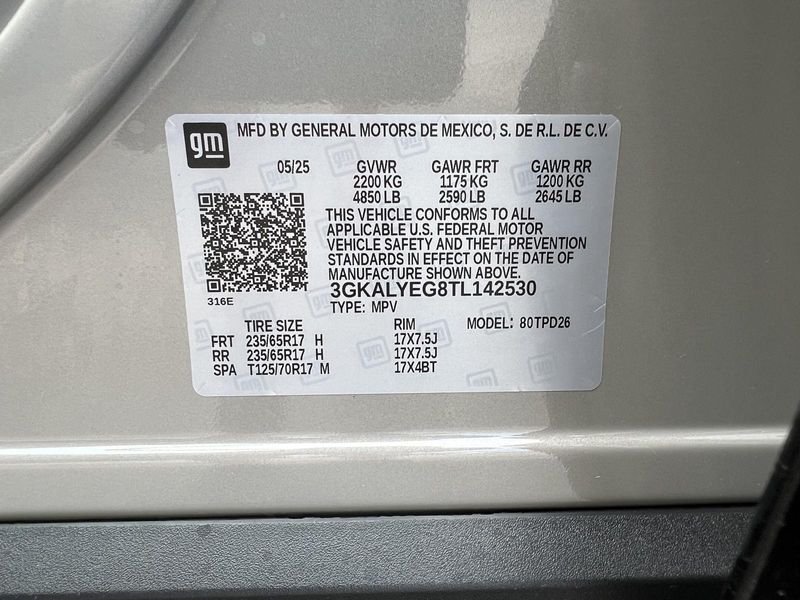 gm MFD BY GENERAL MOTORS DE MEXICO, S. DE R.L. DE C.V.
05/25 GVWR GAWR FRT GAWR RR
2200 KG 1175 KG 1200 KG
4850 LB 2590 LB 2645 LB
THIS VEHICLE CONFORMS TO ALL
APPLICABLE U.S. FEDERAL MOTOR
VEHICLE SAFETY AND THEFT PREVENTION
STANDARDS IN EFFECT ON THE DATE OF
MANUFACTURE SHOWN ABOVE.
3GKALYEG8TL142530
316E
TYPE: MPV
TIRE SIZE RIM MODEL: 80TPD26
FRT 235/65R17 H 17X7.5J
RR 235/65R17 H 17X7.5J
SPA T125/70R17 M 17X4BT